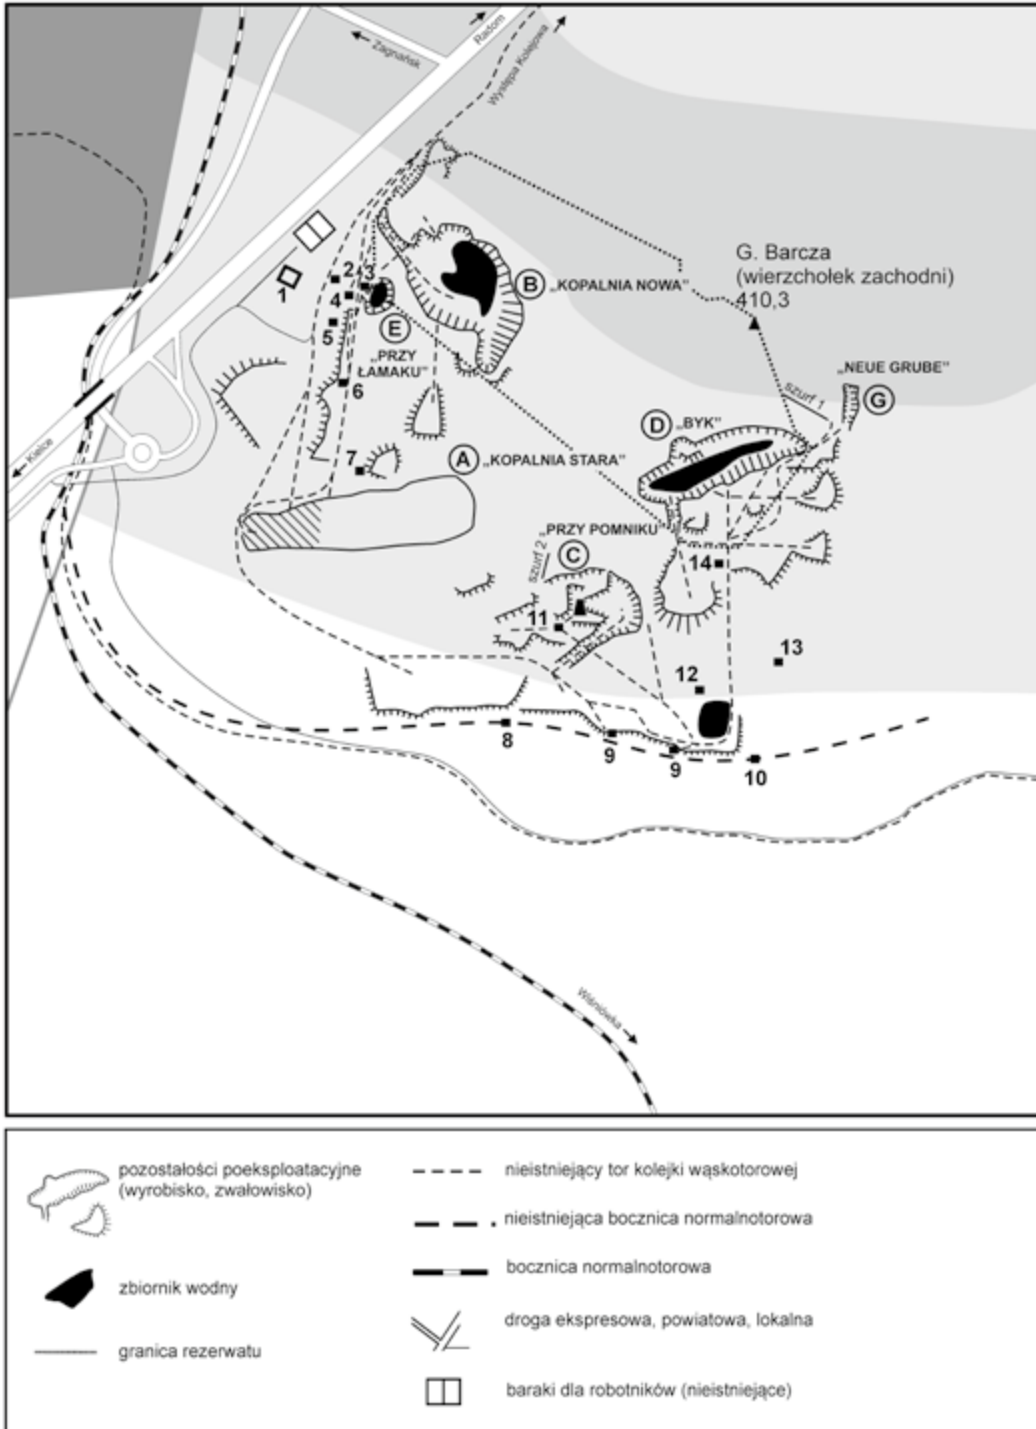 Radom
Zagnańsk
Występa Kolejowa
G. Barcza
(wierzchołek zachodni)
410,3
B „KOPALNIA NOWA”
1
2
3
4
5
E
„PRZY
ŁAMAKU”
6
„NEUE GRUBE”
G
szurf 1
D „BYK”
7
A „KOPALNIA STARA”
Kielce
„PRZY POMNIKU”
C
szurf 2
14
11
13
12
8
9
9
10
Wiśniówka
pozostałości poeksploatacyjne
(wyrobisko, zwałowisko)
zbiornik wodny
granica rezerwatu
nieistniejący tor kolejki wąskotorowej
nieistniejąca bocznica normalnotorowa
bocznica normalnotorowa
droga ekspresowa, powiatowa, lokalna
baraki dla robotników (nieistniejące)